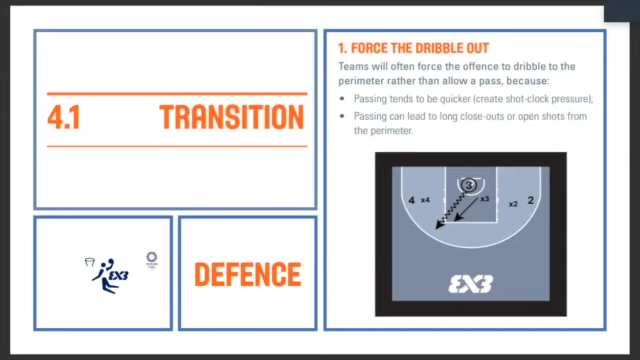 4.1 TRANSITION
3X3
DEFENCE
1. FORCE THE DRIBBLE OUT
Teams will often force the offence to dribble to the
perimeter rather than allow a pass, because:
• Passing tends to be quicker (create shot-clock pressure);
• Passing can lead to long close-outs or open shots from
the perimeter.
3
4 x4 x3 x2 2
3X3